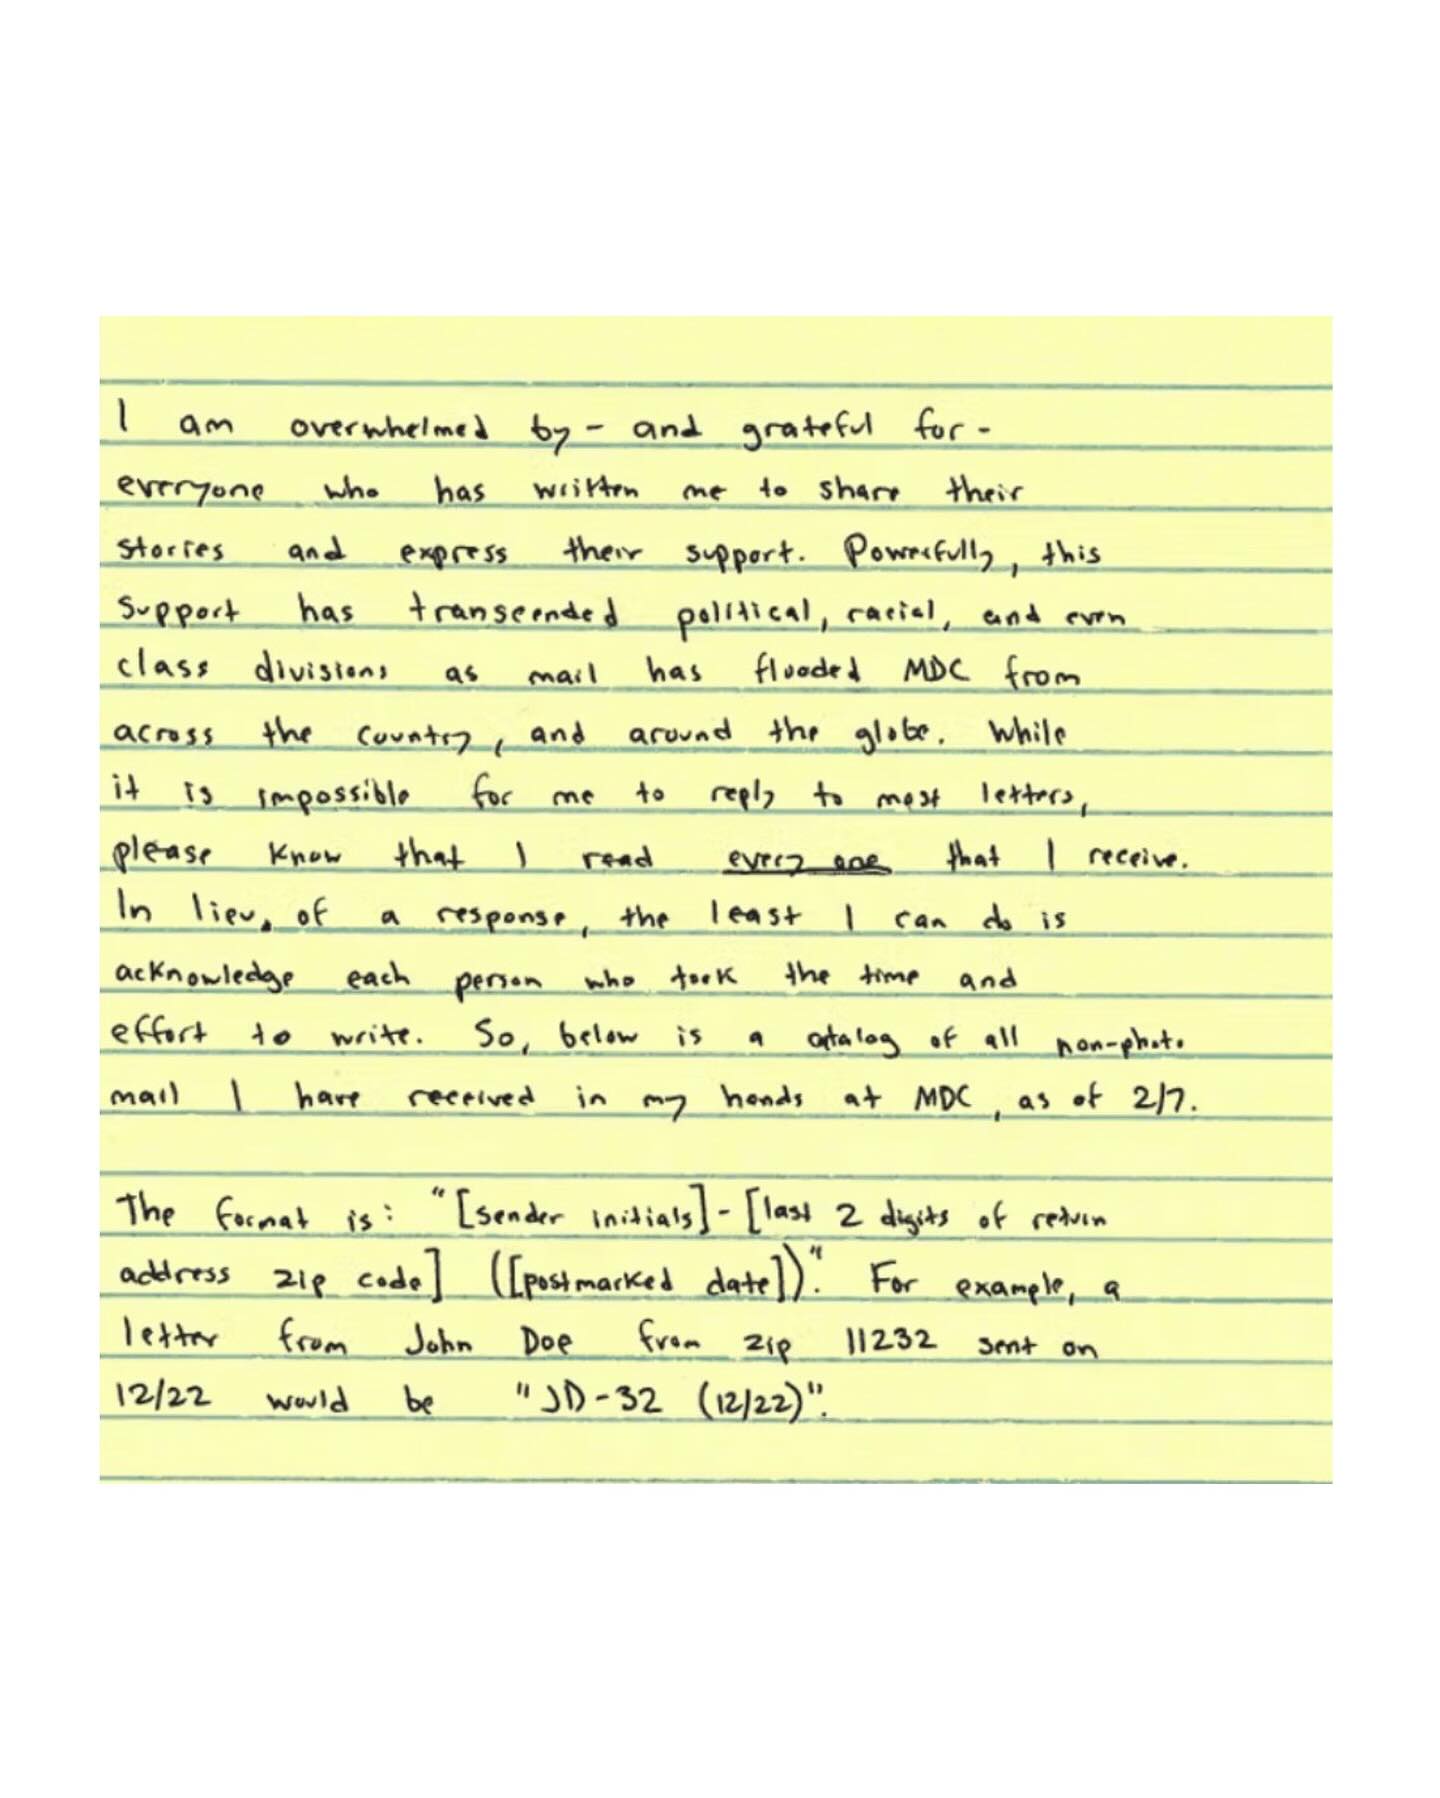 I am overwhelmed by - and grateful for -
everyone who has written me to share their
stories and express their support. Powerfully, this
support has transcended political, racial, and even
class divisions as mail has flooded MDC from
across the country, and around the globe. While
it is impossible for me to reply to most letters,
please know that I read every one that I receive.
In lieu, of a response, the least I can do is
acknowledge each person who took the time and
effort to write. So, below is a catalog of all non-photo
mail I have received in my hands at MDC, as of 2/7.
The format is: "[sender initials]-[last 2 digits of return
address zip code] ([postmarked date])". For example, a
letter from John Doe from zip 11232 sent on
12/22 would be "JD-32 (12/22)".